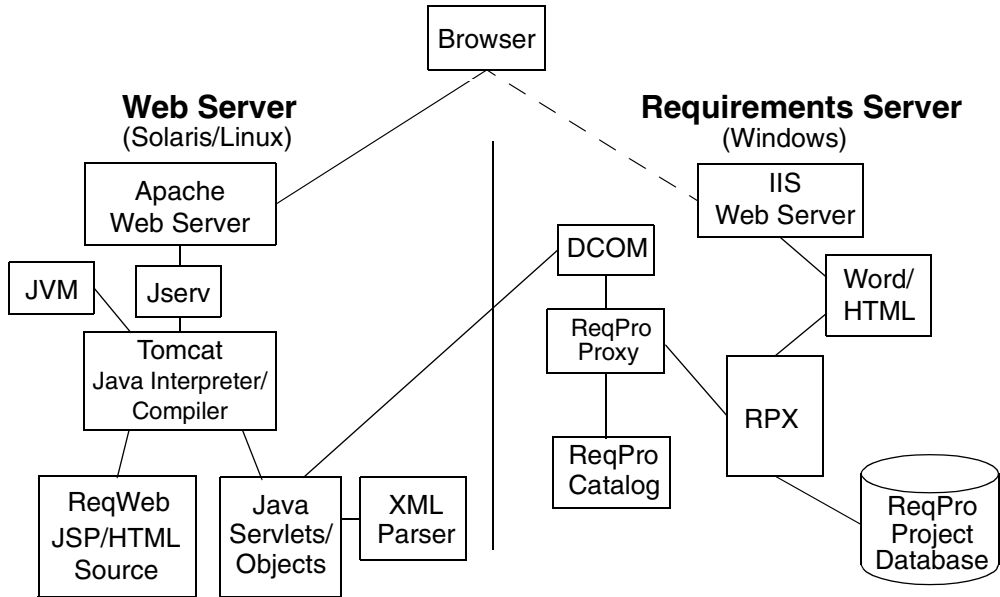 Browser
Web Server
(Solaris/Linux)
Requirements Server
(Windows)
Apache
Web Server
IIS
Web Server
DCOM
JVM
Jserv
Word/
HTML
ReqPro
Proxy
Tomcat
Java Interpreter/
Compiler
RPX
ReqPro
Catalog
ReqWeb
JSP/HTML
Source
Java
Servlets/
Objects
XML
Parser
ReqPro
Project
Database